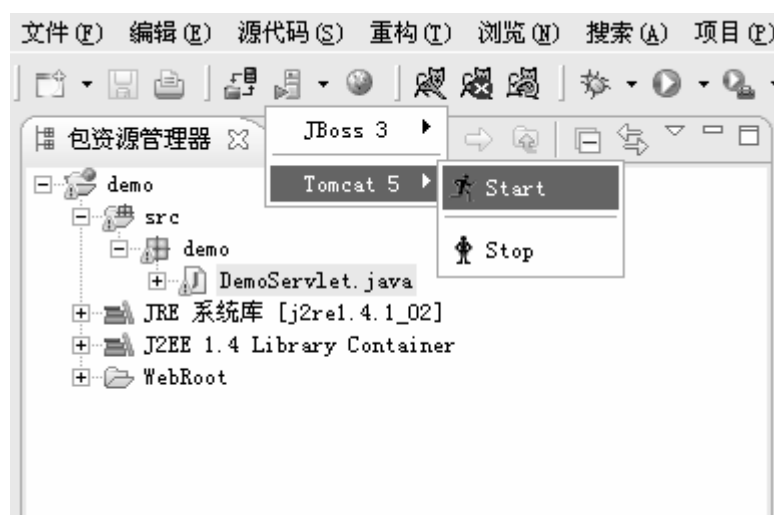 文件(F) 编辑(E) 源代码(S) 重构(T) 浏览(N) 搜索(A) 项目(P)
包资源管理器
JBoss 3
Tomcat 5
Start
Stop
demo
src
demo
DemoServlet.java
JRE 系统库 [j2re1.4.1_02]
J2EE 1.4 Library Container
WebRoot